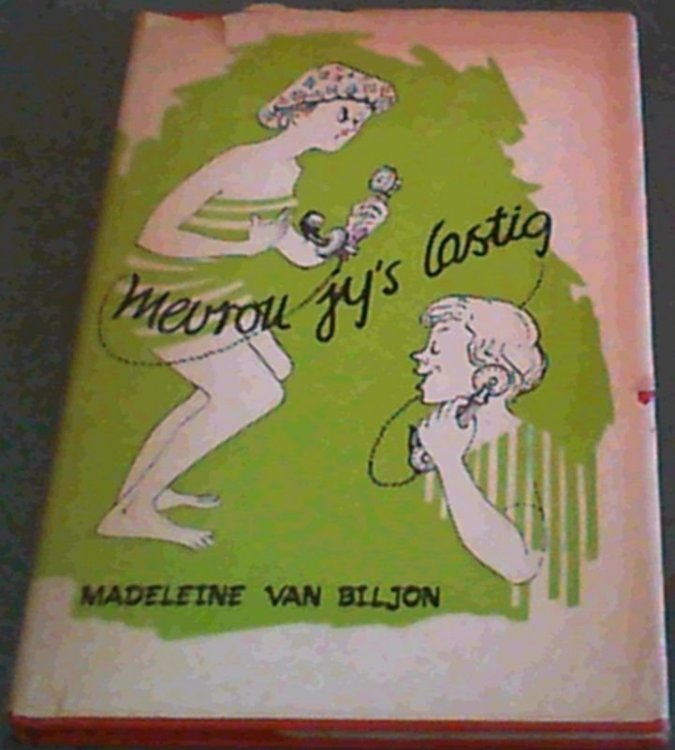 mevrou jy's lastig
MADELEINE VAN BILJON